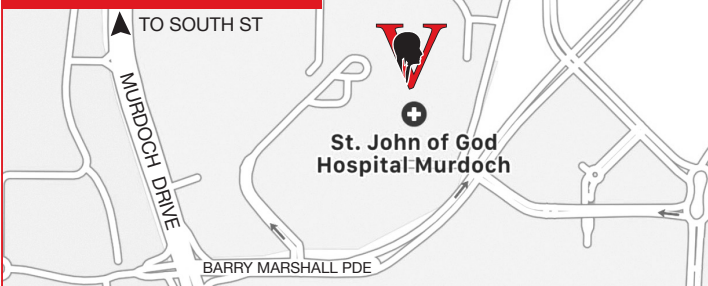 TO SOUTH ST
MURDOCH DRIVE
V
St. John of God
Hospital Murdoch
BARRY MARSHALL PDE